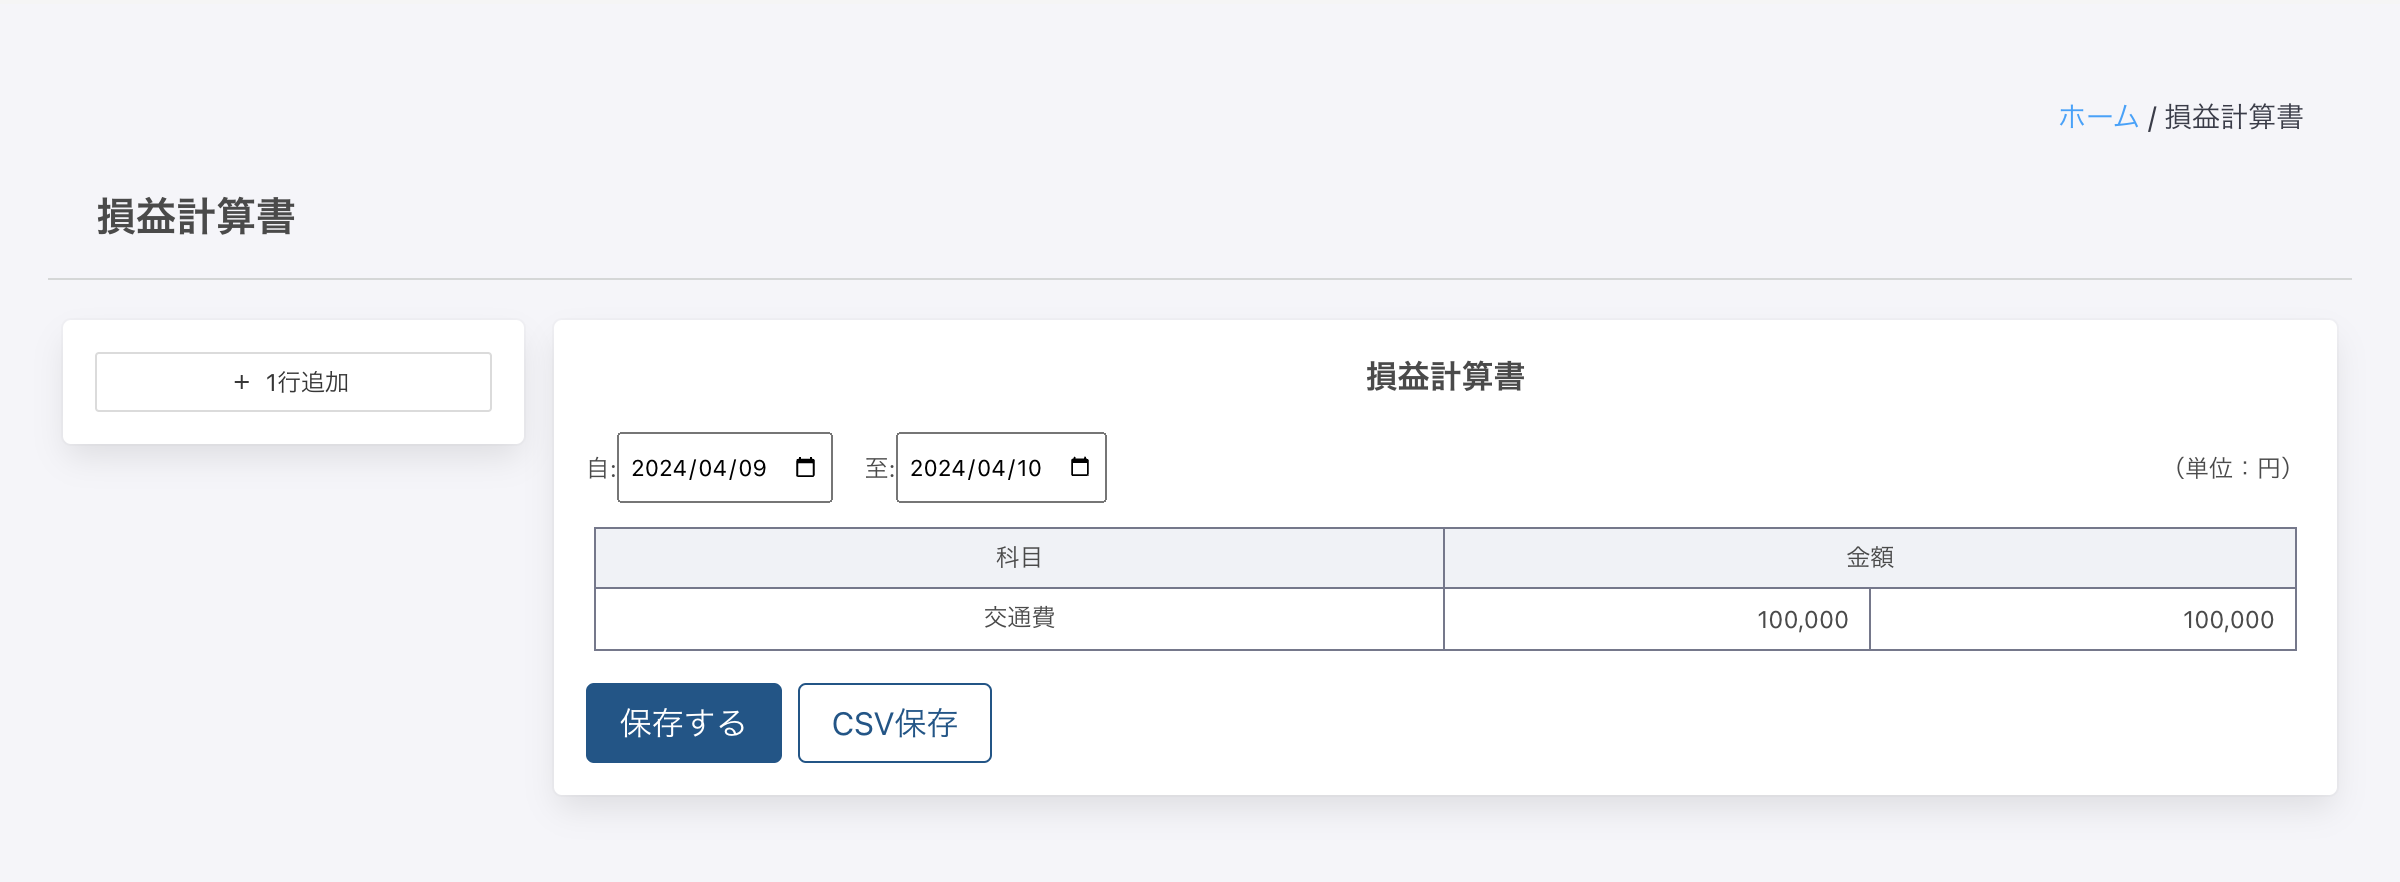 ホーム / 損益計算書
損益計算書
+ 1行追加
損益計算書
自: 2024/04/09 至: 2024/04/10 （単位：円）
科目 金額
交通費 100,000 100,000
保存する CSV保存